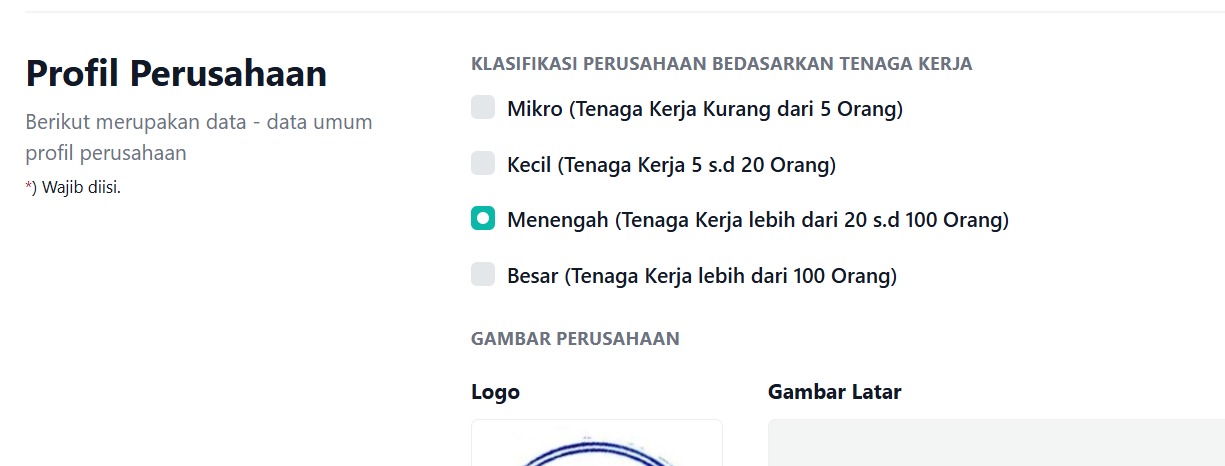 Profil Perusahaan
Berikut merupakan data - data umum
profil perusahaan
*) Wajib diisi.
KLASIFIKASI PERUSAHAAN BEDASARKAN TENAGA KERJA
Mikro (Tenaga Kerja Kurang dari 5 Orang)
Kecil (Tenaga Kerja 5 s.d 20 Orang)
Menengah (Tenaga Kerja lebih dari 20 s.d 100 Orang)
Besar (Tenaga Kerja lebih dari 100 Orang)
GAMBAR PERUSAHAAN
Logo
Gambar Latar